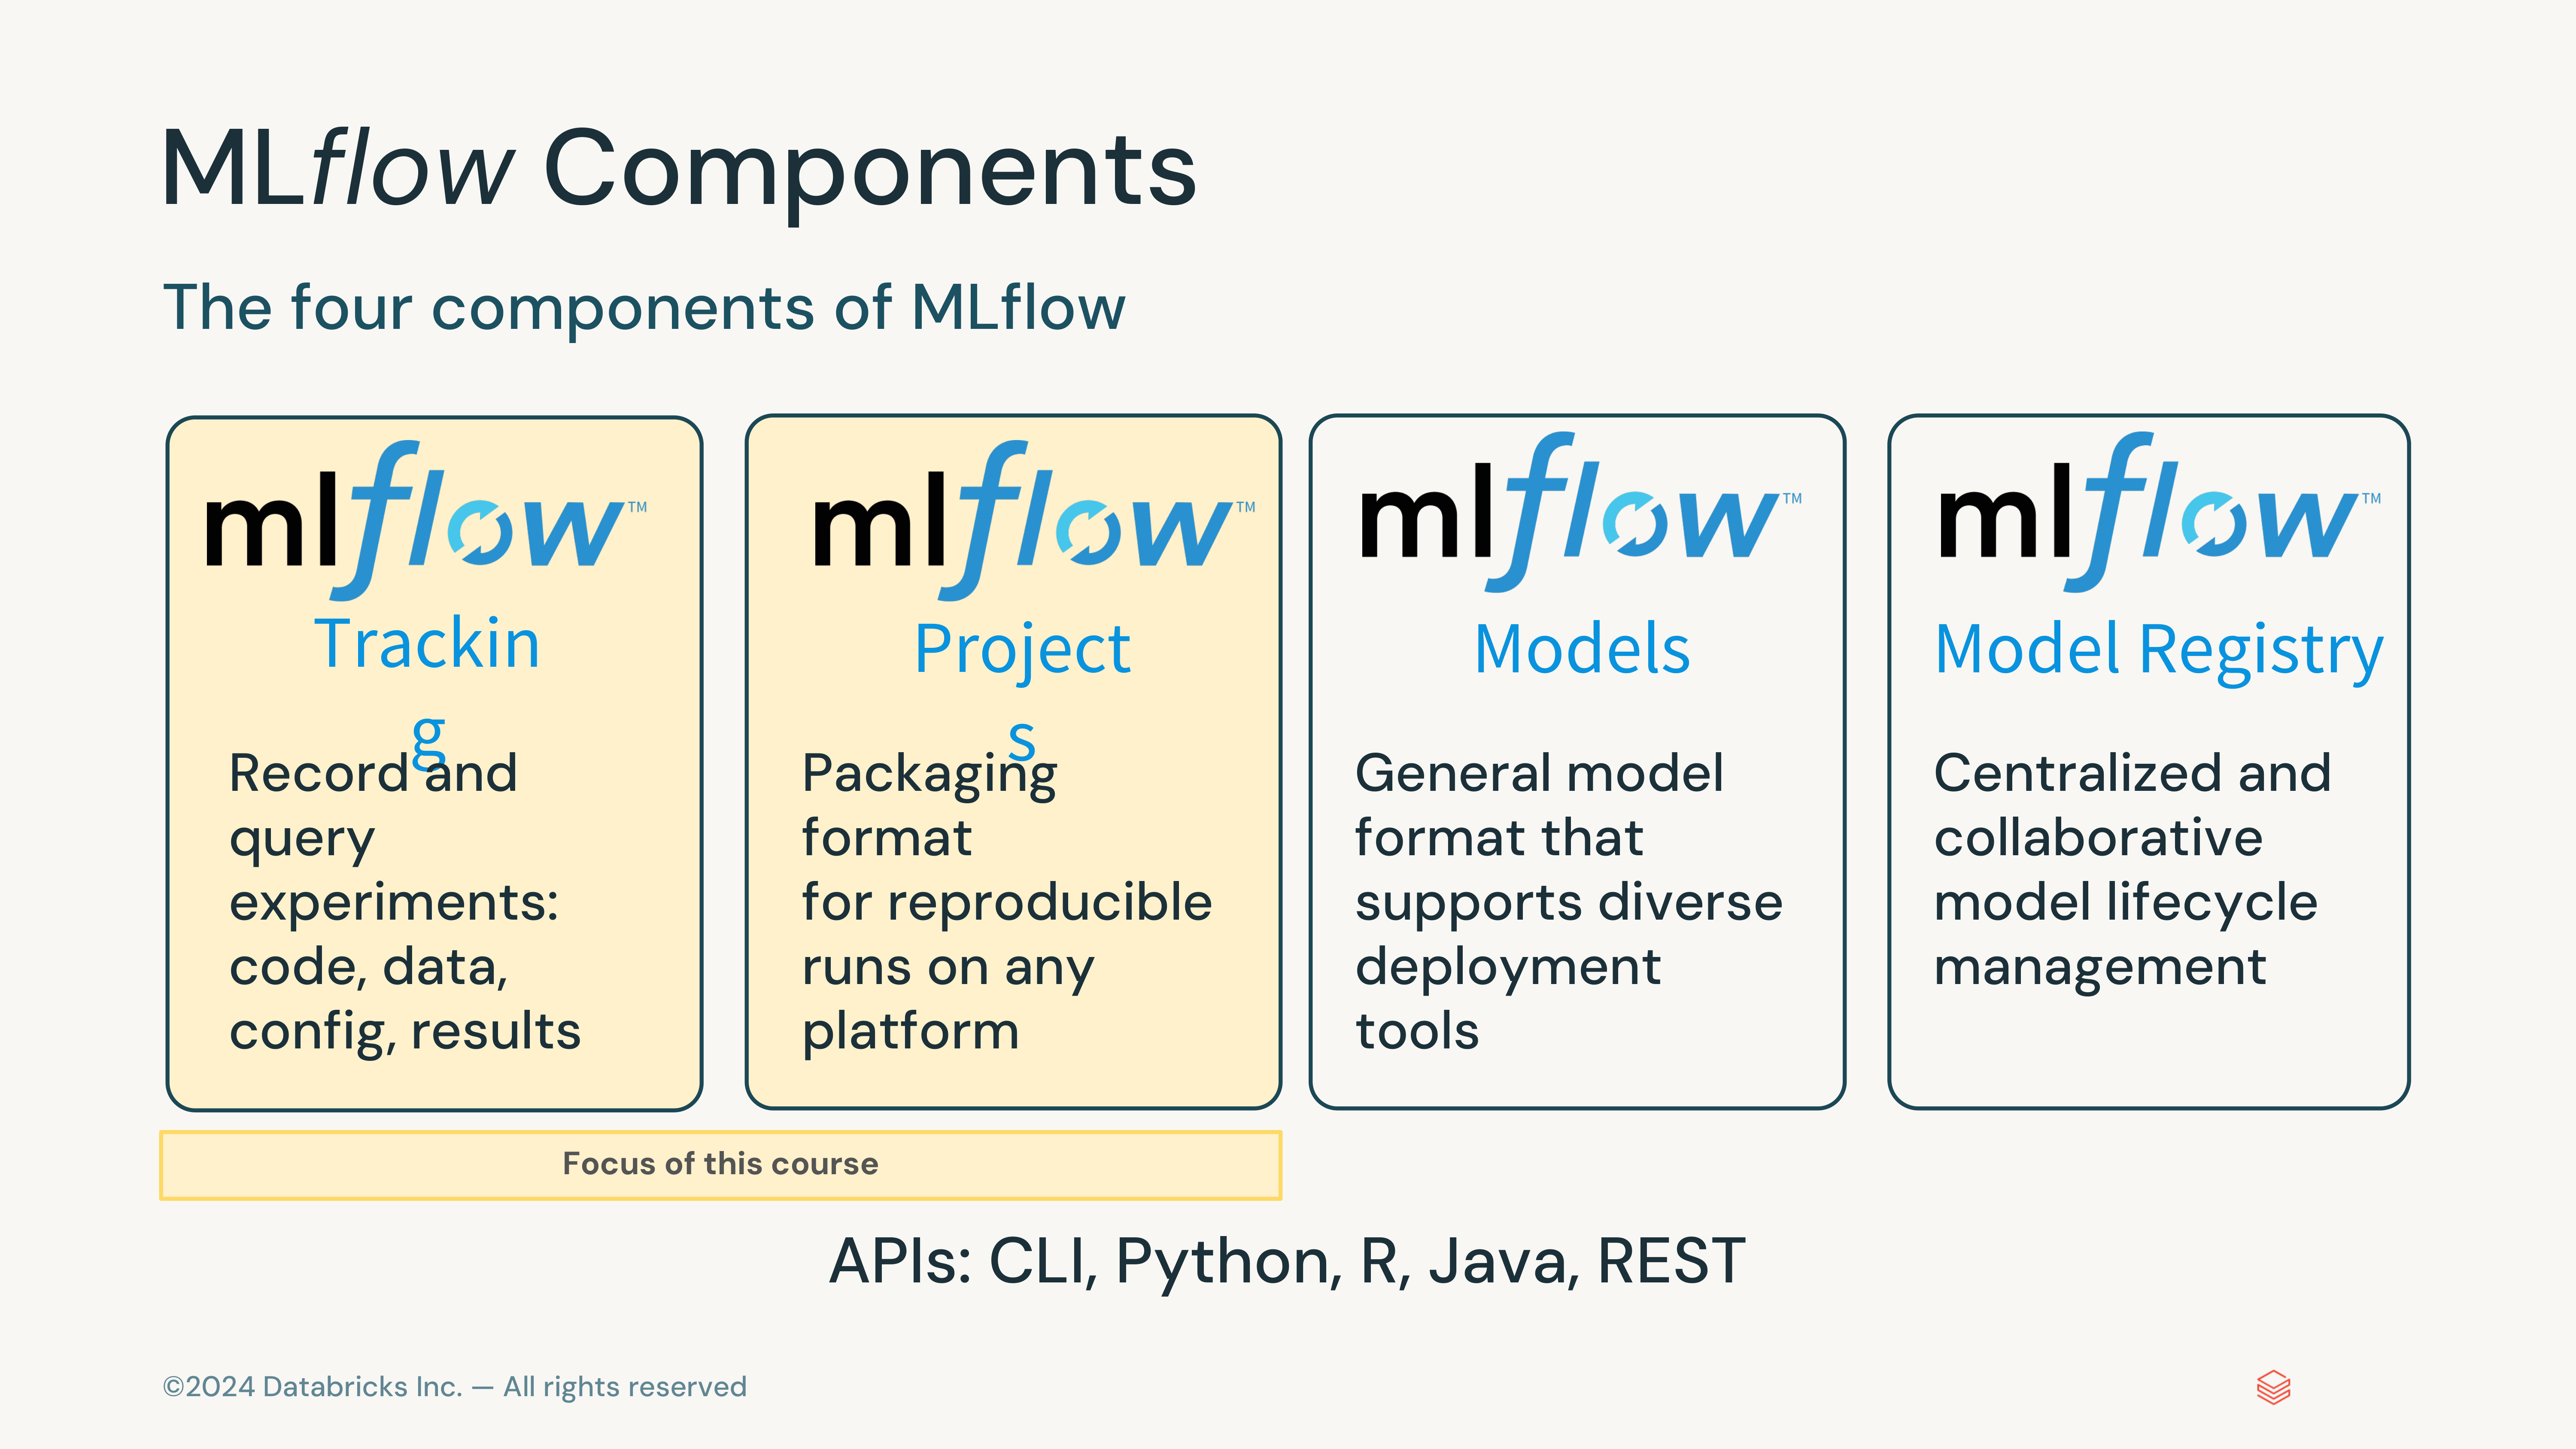 MLflow Components
The four components of MLflow
mlflow™
Trackin
g
Record and
query
experiments:
code, data,
config, results
mlflow™
Project
s
Packaging
format
for reproducible
runs on any
platform
mlflow™
Models
General model
format that
supports diverse
deployment
tools
mlflow™
Model Registry
Centralized and
collaborative
model lifecycle
management
Focus of this course
APIs: CLI, Python, R, Java, REST
©2024 Databricks Inc. — All rights reserved